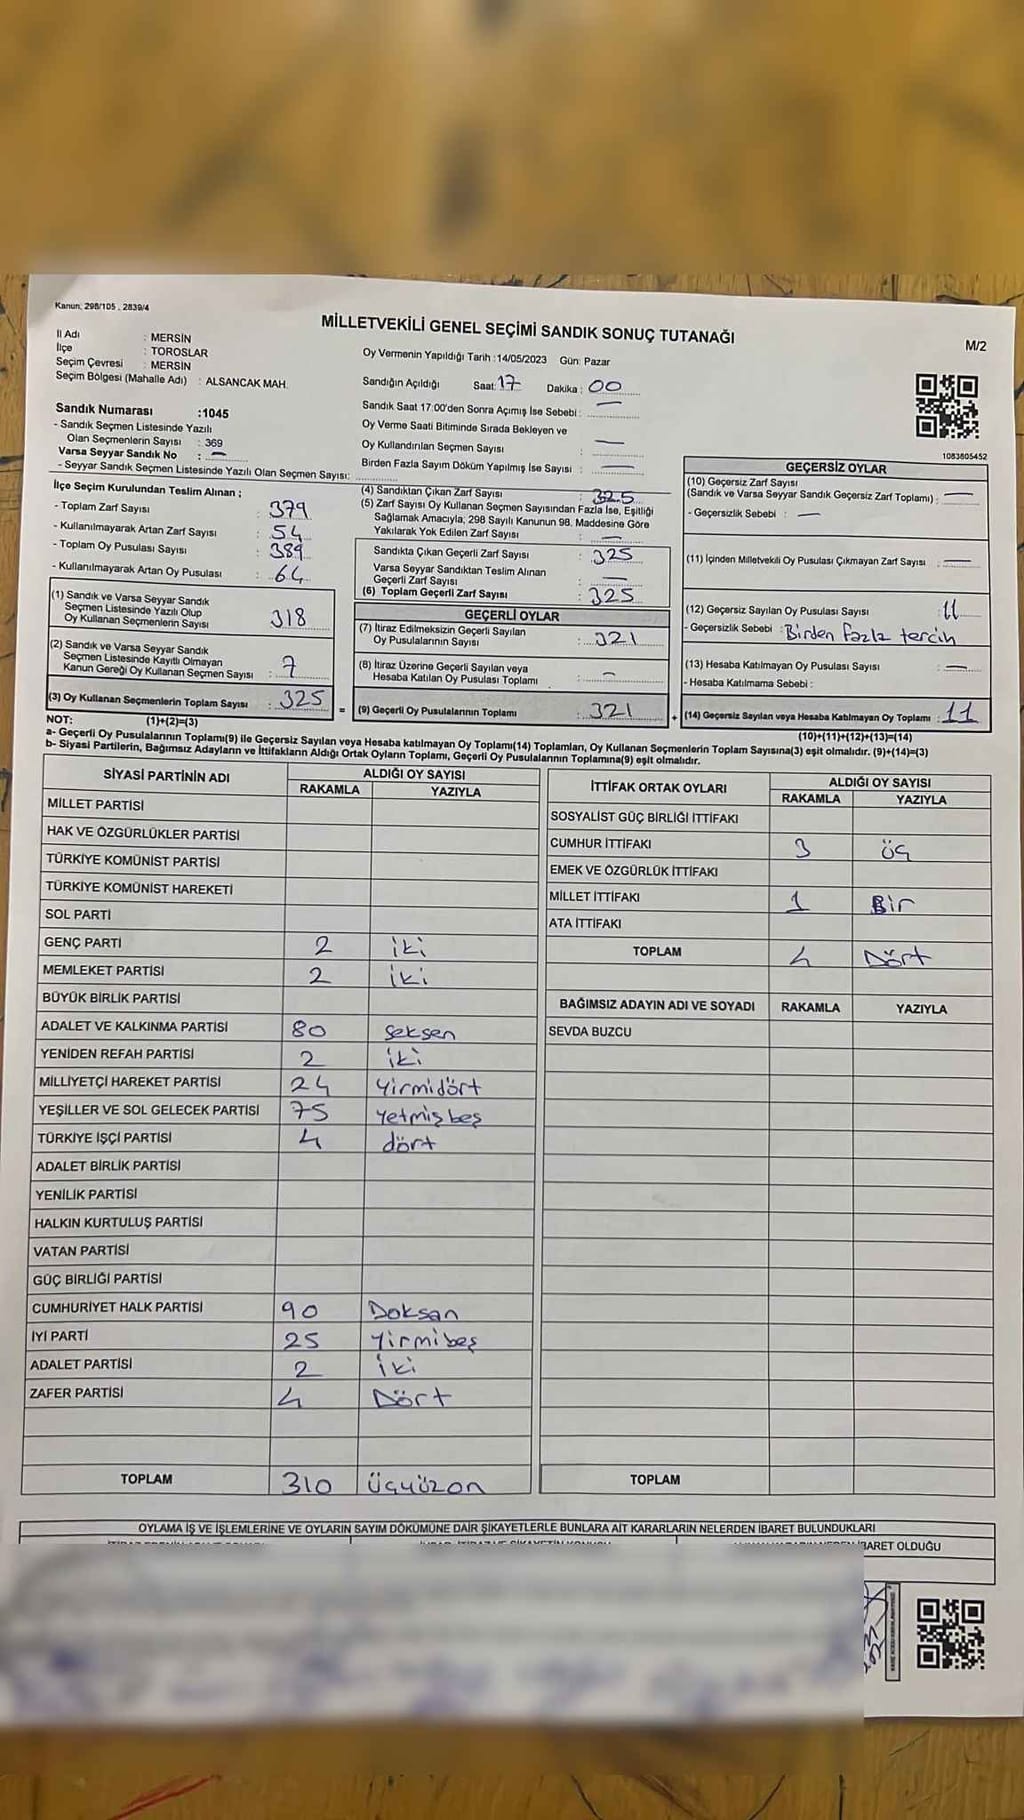 Kanun; 298/105 , 2839/4
MİLLETVEKİLİ GENEL SEÇİMİ SANDIK SONUÇ TUTANAĞI
M/2
İl Adı : MERSİN
İlçe : TOROSLAR
Seçim Çevresi : MERSİN
Seçim Bölgesi (Mahalle Adı) : ALSANCAK MAH.
Oy Vermenin Yapıldığı Tarih :14/05/2023 Gün: Pazar
Sandığın Açıldığı Saat: 17 Dakika : 00
Sandık Saat 17:00'den Sonra Açımış İse Sebebi : —
Oy Verme Saati Bitiminde Sırada Bekleyen ve
Oy Kullandırılan Seçmen Sayısı : —
Birden Fazla Sayım Döküm Yapılmış İse Sayısı : —
Sandık Numarası :1045
- Sandık Seçmen Listesinde Yazılı
Olan Seçmenlerin Sayısı : 369
Varsa Seyyar Sandık No : —
- Seyyar Sandık Seçmen Listesinde Yazılı Olan Seçmen Sayısı:
1083805452
İlçe Seçim Kurulundan Teslim Alınan ;
- Toplam Zarf Sayısı : 379
- Kullanılmayarak Artan Zarf Sayısı : 54
- Toplam Oy Pusulası Sayısı : 389
- Kullanılmayarak Artan Oy Pusulası : 64
(1) Sandık ve Varsa Seyyar Sandık
Seçmen Listesinde Yazılı Olup
Oy Kullanan Seçmenlerin Sayısı 318
(2) Sandık ve Varsa Seyyar Sandık
Seçmen Listesinde Kayıtlı Olmayan
Kanun Gereği Oy Kullanan Seçmen Sayısı : 7
(3) Oy Kullanan Seçmenlerin Toplam Sayısı : 325
(4) Sandıktan Çıkan Zarf Sayısı : 325
(5) Zarf Sayısı Oy Kullanan Seçmen Sayısından Fazla İse, Eşitliği
Sağlamak Amacıyla, 298 Sayılı Kanunun 98. Maddesine Göre
Yakılarak Yok Edilen Zarf Sayısı : —
Sandıkta Çıkan Geçerli Zarf Sayısı : 325
Varsa Seyyar Sandıktan Teslim Alınan
Geçerli Zarf Sayısı : —
(6) Toplam Geçerli Zarf Sayısı : 325
GEÇERLİ OYLAR
(7) İtiraz Edilmeksizin Geçerli Sayılan
Oy Pusulalarının Sayısı : 321
(8) İtiraz Üzerine Geçerli Sayılan veya
Hesaba Katılan Oy Pusulası Toplamı : —
= (9) Geçerli Oy Pusulalarının Toplamı : 321
GEÇERSİZ OYLAR
(10) Geçersiz Zarf Sayısı
(Sandık ve Varsa Seyyar Sandık Geçersiz Zarf Toplamı) : —
- Geçersizlik Sebebi : —
(11) İçinden Milletvekili Oy Pusulası Çıkmayan Zarf Sayısı : —
(12) Geçersiz Sayılan Oy Pusulası Sayısı 11
- Geçersizlik Sebebi : Birden fazla tercih
(13) Hesaba Katılmayan Oy Pusulası Sayısı : —
- Hesaba Katılmama Sebebi :
+ (14) Geçersiz Sayılan veya Hesaba Katılmayan Oy Toplamı : 11
NOT: (1)+(2)=(3)
(10)+(11)+(12)+(13)=(14)
a- Geçerli Oy Pusulalarının Toplamı(9) ile Geçersiz Sayılan veya Hesaba katılmayan Oy Toplamı(14) Toplamları, Oy Kullanan Seçmenlerin Toplam Sayısına(3) eşit olmalıdır. (9)+(14)=(3)
b- Siyasi Partilerin, Bağımsız Adayların ve İttifakların Aldığı Ortak Oyların Toplamı, Geçerli Oy Pusulalarının Toplamına(9) eşit olmalıdır.
SİYASİ PARTİNİN ADI ALDIĞI OY SAYISI
RAKAMLA YAZIYLA
MİLLET PARTİSİ
HAK VE ÖZGÜRLÜKLER PARTİSİ
TÜRKİYE KOMÜNİST PARTİSİ
TÜRKİYE KOMÜNİST HAREKETİ
SOL PARTİ
GENÇ PARTİ 2 iki
MEMLEKET PARTİSİ 2 iki
BÜYÜK BİRLİK PARTİSİ
ADALET VE KALKINMA PARTİSİ 80 seksen
YENİDEN REFAH PARTİSİ 2 iki
MİLLİYETÇİ HAREKET PARTİSİ 24 Yirmidört
YEŞİLLER VE SOL GELECEK PARTİSİ 75 Yetmişbeş
TÜRKİYE İŞÇİ PARTİSİ 4 dört
ADALET BİRLİK PARTİSİ
YENİLİK PARTİSİ
HALKIN KURTULUŞ PARTİSİ
VATAN PARTİSİ
GÜÇ BİRLİĞİ PARTİSİ
CUMHURİYET HALK PARTİSİ 90 Doksan
İYİ PARTİ 25 Yirmibeş
ADALET PARTİSİ 2 İki
ZAFER PARTİSİ 4 Dört
TOPLAM 310 Üçyüzon
İTTİFAK ORTAK OYLARI ALDIĞI OY SAYISI
RAKAMLA YAZIYLA
SOSYALİST GÜÇ BİRLİĞİ İTTİFAKI
CUMHUR İTTİFAKI 3 üç
EMEK VE ÖZGÜRLÜK İTTİFAKI
MİLLET İTTİFAKI 1 Bir
ATA İTTİFAKI
TOPLAM 4 Dört
BAĞIMSIZ ADAYIN ADI VE SOYADI RAKAMLA YAZIYLA
SEVDA BUZCU
TOPLAM
OYLAMA İŞ VE İŞLEMLERİNE VE OYLARIN SAYIM DÖKÜMÜNE DAİR ŞİKAYETLERLE BUNLARA AİT KARARLARIN NELERDEN İBARET BULUNDUKLARI
İBARET OLDUĞU